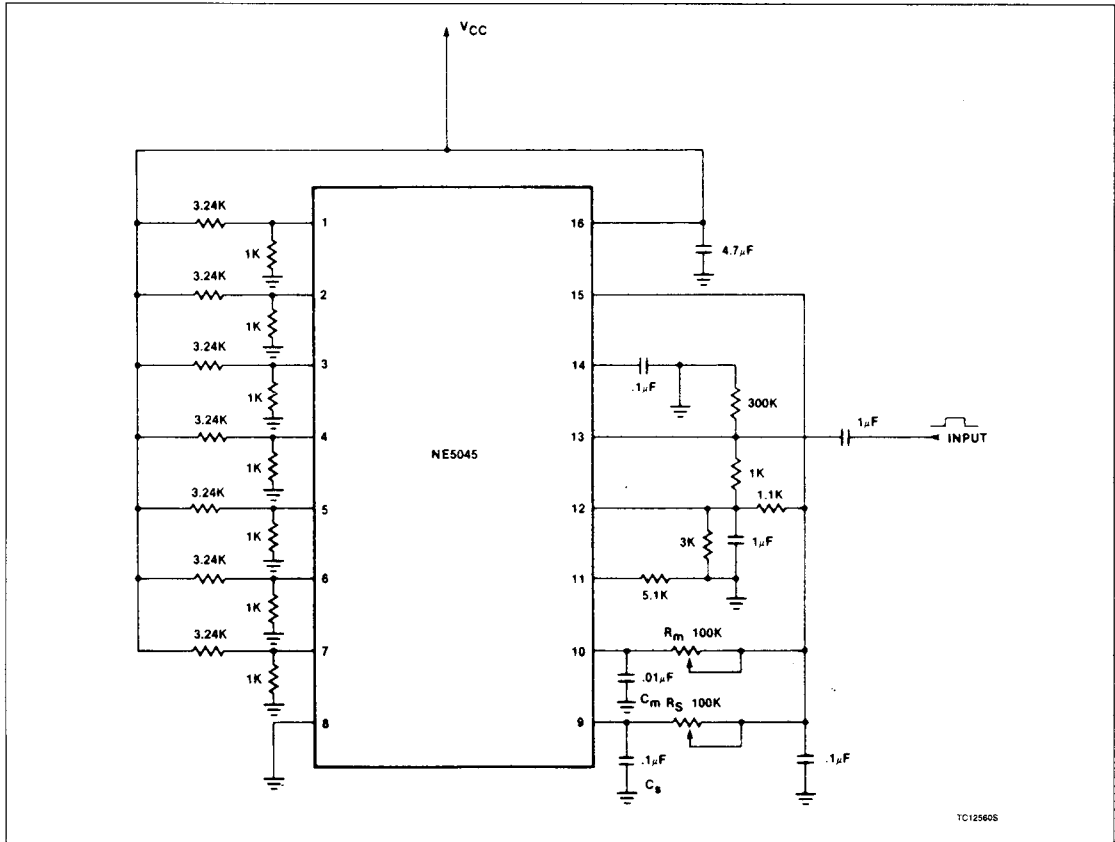 VCC
3.24K
1
16
1K
4.7μF
3.24K
2
15
1K
3.24K
3
14
.1μF
1K
300K
3.24K
4
NE5045
13
1μF
INPUT
1K
1K
3.24K
1.1K
5
12
1K
3K
1μF
3.24K
6
11
5.1K
1K
3.24K
Rm 100K
7
10
1K
.01μF
Cm RS 100K
8
9
.1μF
.1μF
Cs
TC12560S